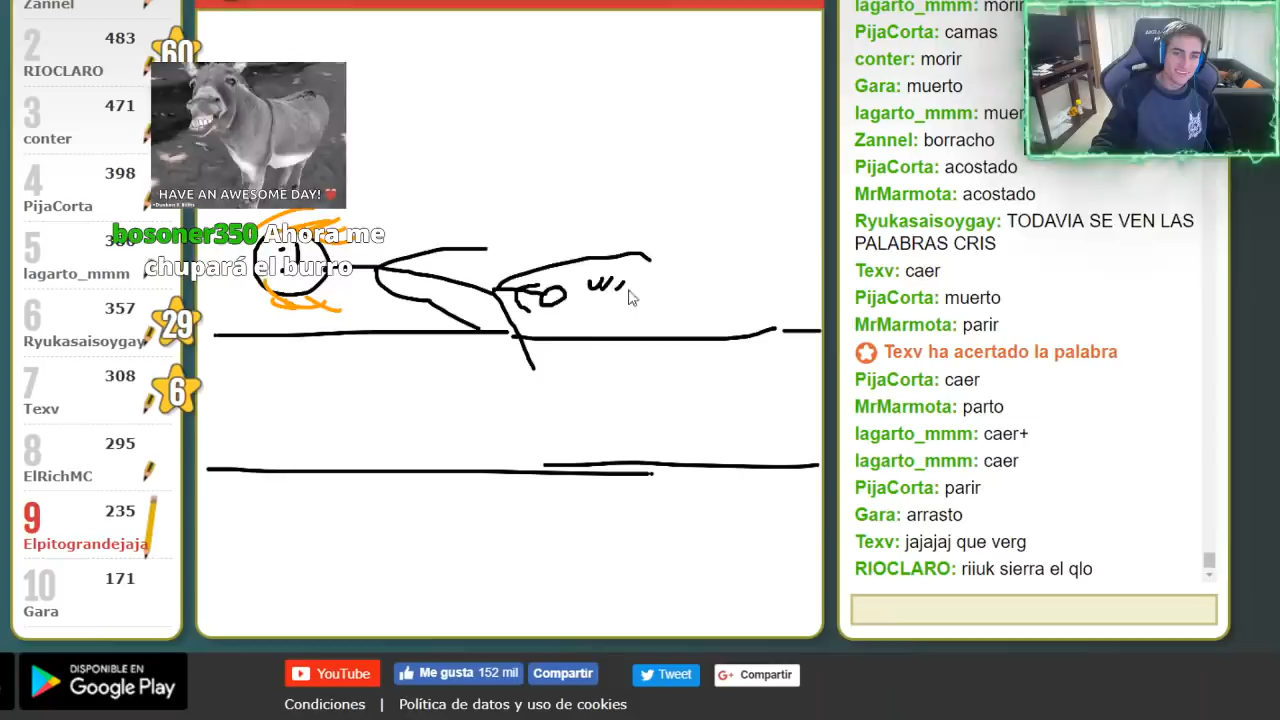 Zannel
2
483
RIOCLARO
60
3
471
conter
4
398
PijaCorta
5
lagarto_mmm
6
357
Ryukasaisoygay
29
7
308
Texv
6
8
295
ElRichMC
9
235
Elpitograndejaja
10
171
Gara
HAVE AN AWESOME DAY! ❤
bosoner350 Ahora me
chupará el burro
lagarto_mmm: morir
PijaCorta: camas
conter: morir
Gara: muerto
Zannel: borracho
PijaCorta: acostado
MrMarmota: acostado
Ryukasaisoygay: TODAVIA SE VEN LAS
PALABRAS CRIS
Texv: caer
PijaCorta: muerto
MrMarmota: parir
Texv ha acertado la palabra
PijaCorta: caer
MrMarmota: parto
lagarto_mmm: caer+
lagarto_mmm: caer
PijaCorta: parir
Gara: arrasto
Texv: jajajaj que verg
RIOCLARO: riiuk sierra el qlo
DISPONIBLE EN
Google Play
YouTube
Me gusta 152 mil
Compartir
Tweet
G+ Compartir
Condiciones | Política de datos y uso de cookies